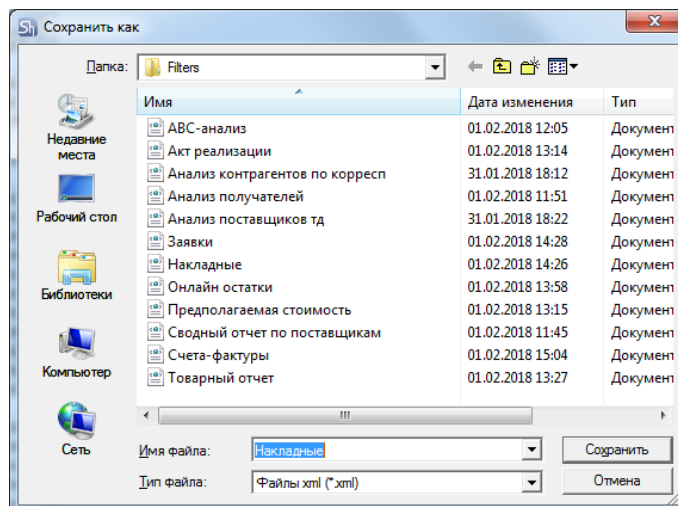 Sh Сохранить как
Папка: Filters
Имя Дата изменения Тип
ABC-анализ 01.02.2018 12:05 Документ
Акт реализации 01.02.2018 13:14 Документ
Анализ контрагентов по корресп 31.01.2018 18:12 Документ
Анализ получателей 01.02.2018 11:51 Документ
Анализ поставщиков тд 31.01.2018 18:22 Документ
Заявки 01.02.2018 14:28 Документ
Накладные 01.02.2018 14:26 Документ
Онлайн остатки 01.02.2018 13:58 Документ
Предполагаемая стоимость 01.02.2018 13:15 Документ
Сводный отчет по поставщикам 01.02.2018 11:45 Документ
Счета-фактуры 01.02.2018 15:04 Документ
Товарный отчет 01.02.2018 13:27 Документ
Недавние
места
Рабочий стол
Библиотеки
Компьютер
Сеть
Имя файла: Накладные Сохранить
Тип файла: Файлы xml (*.xml) Отмена